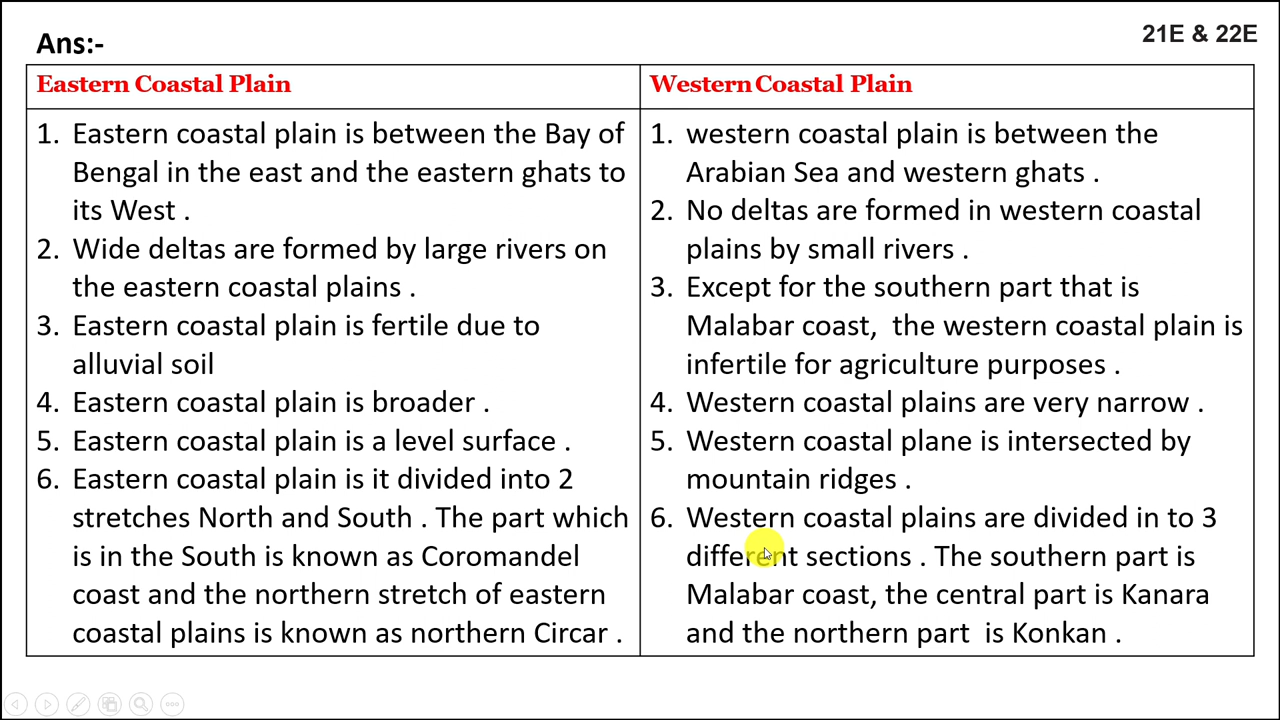 Ans:-
21E & 22E
Eastern Coastal Plain
1. Eastern coastal plain is between the Bay of
Bengal in the east and the eastern ghats to
its West .
2. Wide deltas are formed by large rivers on
the eastern coastal plains .
3. Eastern coastal plain is fertile due to
alluvial soil
4. Eastern coastal plain is broader .
5. Eastern coastal plain is a level surface .
6. Eastern coastal plain is it divided into 2
stretches North and South . The part which
is in the South is known as Coromandel
coast and the northern stretch of eastern
coastal plains is known as northern Circar .
Western Coastal Plain
1. western coastal plain is between the
Arabian Sea and western ghats .
2. No deltas are formed in western coastal
plains by small rivers .
3. Except for the southern part that is
Malabar coast,  the western coastal plain is
infertile for agriculture purposes .
4. Western coastal plains are very narrow .
5. Western coastal plane is intersected by
mountain ridges .
6. Western coastal plains are divided in to 3
different sections . The southern part is
Malabar coast, the central part is Kanara
and the northern part  is Konkan .